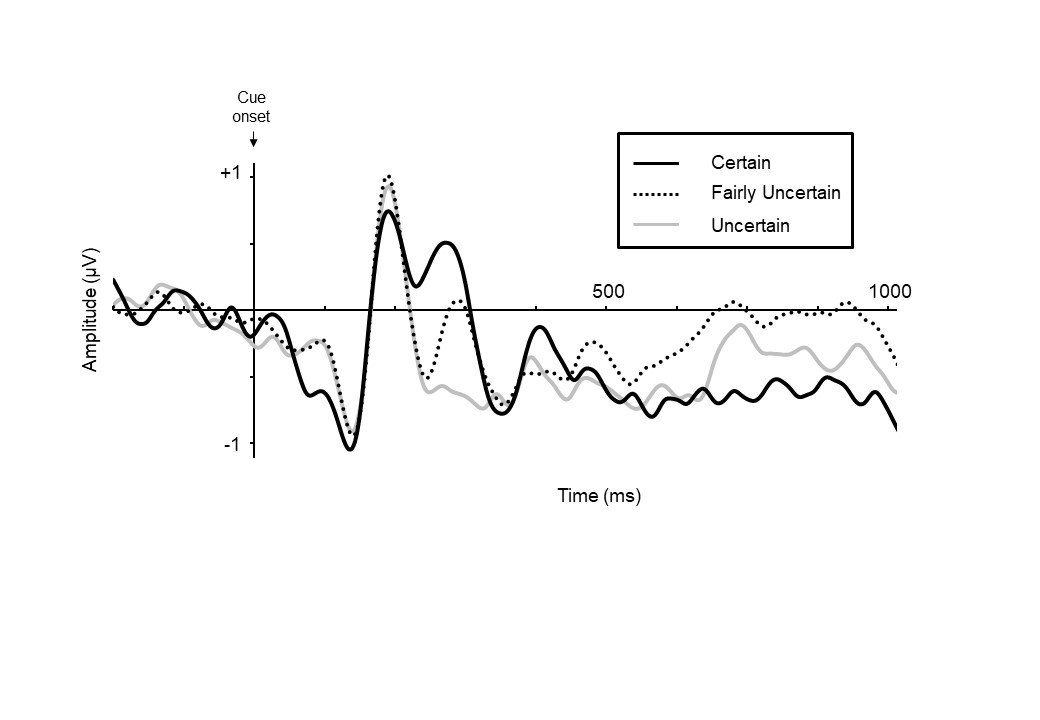 Cue
onset
+1
Certain
Fairly Uncertain
Uncertain
Amplitude (µV)
500
1000
-1
Time (ms)